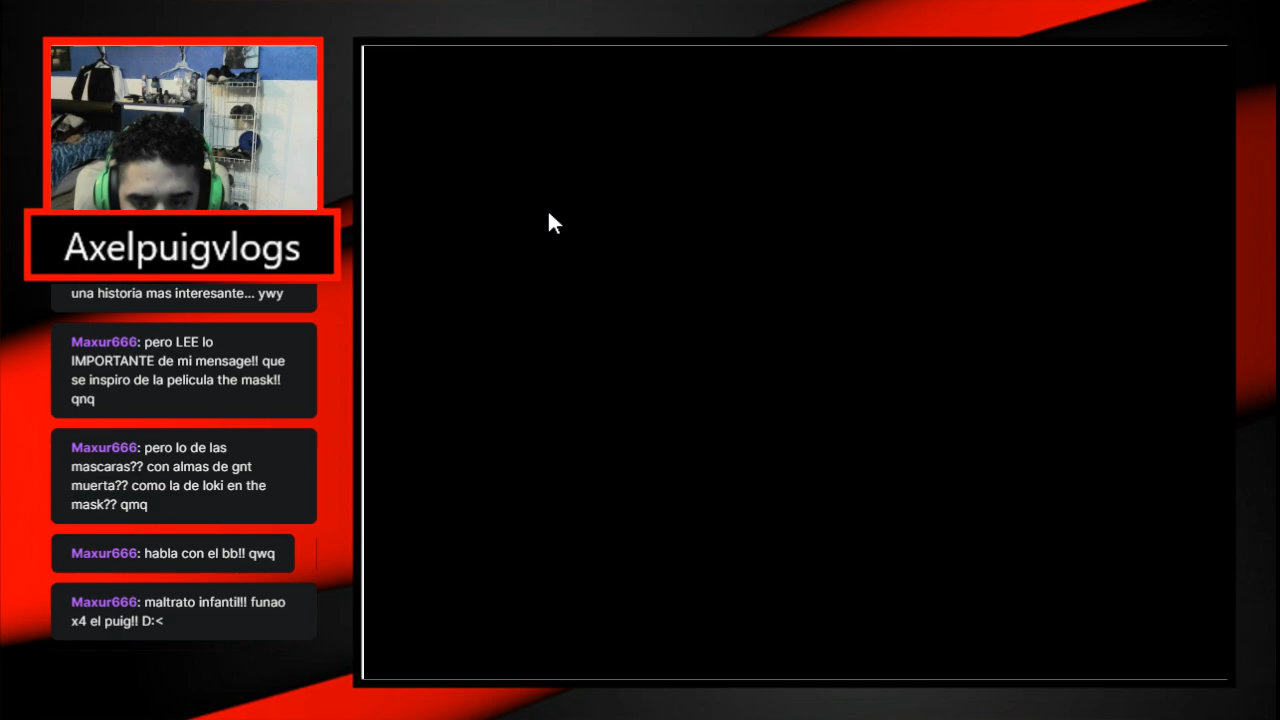 Axelpuigvlogs
una historia mas interesante... ywy
Maxur666: pero LEE lo
IMPORTANTE de mi mensage!! que
se inspiro de la pelicula the mask!!
qnq
Maxur666: pero lo de las
mascaras?? con almas de gnt
muerta?? como la de loki en the
mask?? qmq
Maxur666: habla con el bb!! qwq
Maxur666: maltrato infantil!! funao
x4 el puig!! D:<